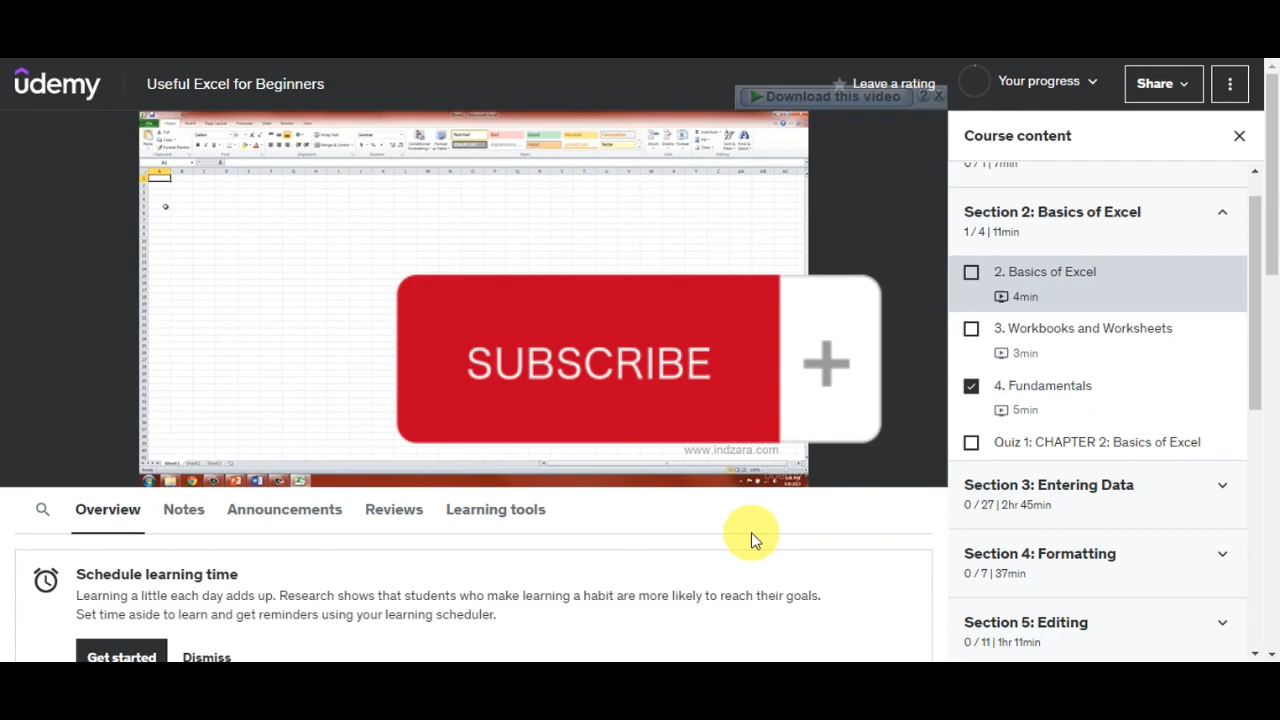 ûdemy
Useful Excel for Beginners
Leave a rating
Your progress
Share
Download this video
Course content
0 / 1 | 7min
Section 2: Basics of Excel
1 / 4 | 11min
2. Basics of Excel
4min
3. Workbooks and Worksheets
3min
4. Fundamentals
5min
Quiz 1: CHAPTER 2: Basics of Excel
Section 3: Entering Data
0 / 27 | 2hr 45min
Section 4: Formatting
0 / 7 | 37min
Section 5: Editing
0 / 11 | 1hr 11min
SUBSCRIBE
www.indzara.com
Overview Notes Announcements Reviews Learning tools
Schedule learning time
Learning a little each day adds up. Research shows that students who make learning a habit are more likely to reach their goals.
Set time aside to learn and get reminders using your learning scheduler.
Get started Dismiss